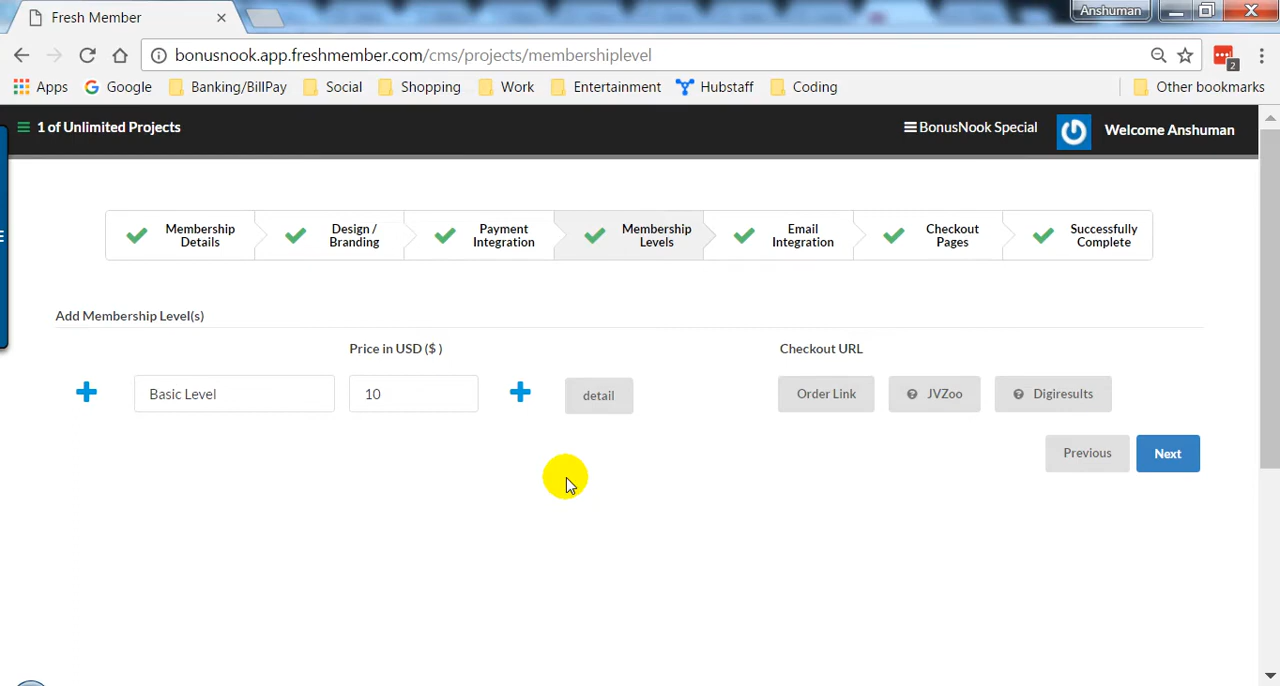 Fresh Member
Anshuman
bonusnook.app.freshmember.com/cms/projects/membershiplevel
2
Apps Google Banking/BillPay Social Shopping Work Entertainment Hubstaff Coding Other bookmarks
1 of Unlimited Projects BonusNook Special Welcome Anshuman
Membership Details
Design / Branding
Payment Integration
Membership Levels
Email Integration
Checkout Pages
Successfully Complete
Add Membership Level(s)
Price in USD ($ ) Checkout URL
Basic Level 10 detail Order Link JVZoo Digiresults
Previous Next